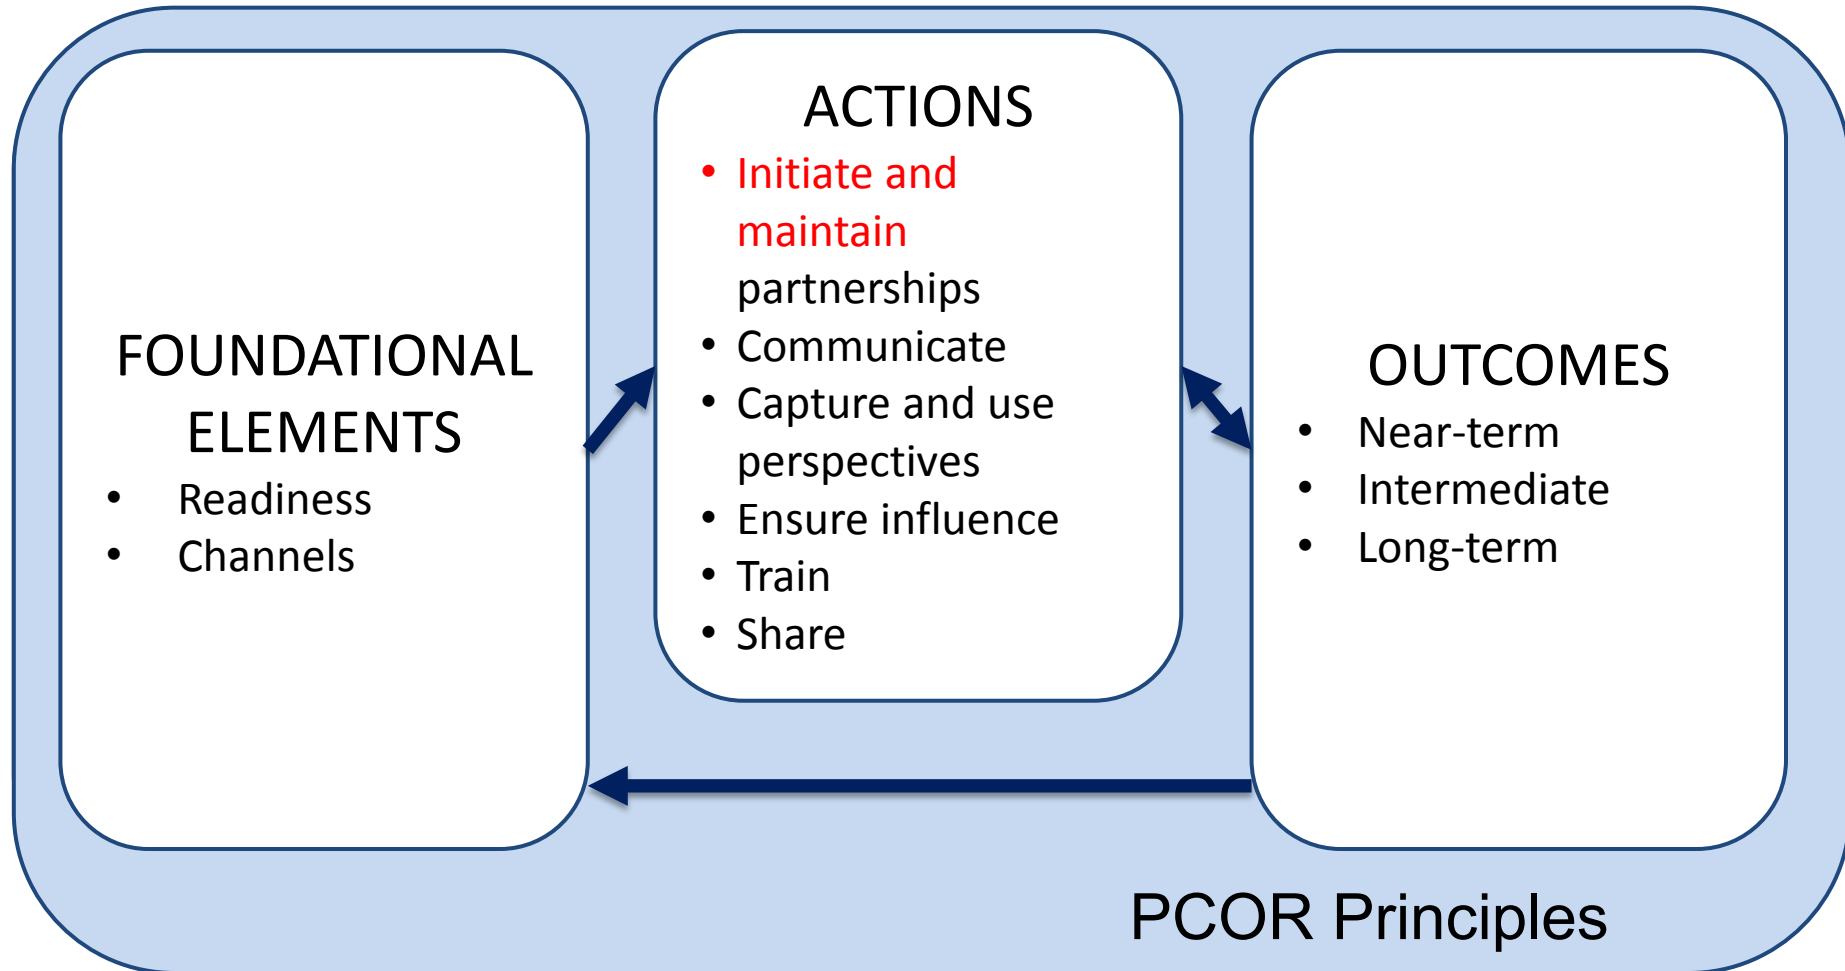 FOUNDATIONAL
ELEMENTS
• Readiness
• Channels
ACTIONS
• Initiate and
maintain
partnerships
• Communicate
• Capture and use
perspectives
• Ensure influence
• Train
• Share
OUTCOMES
• Near-term
• Intermediate
• Long-term
PCOR Principles